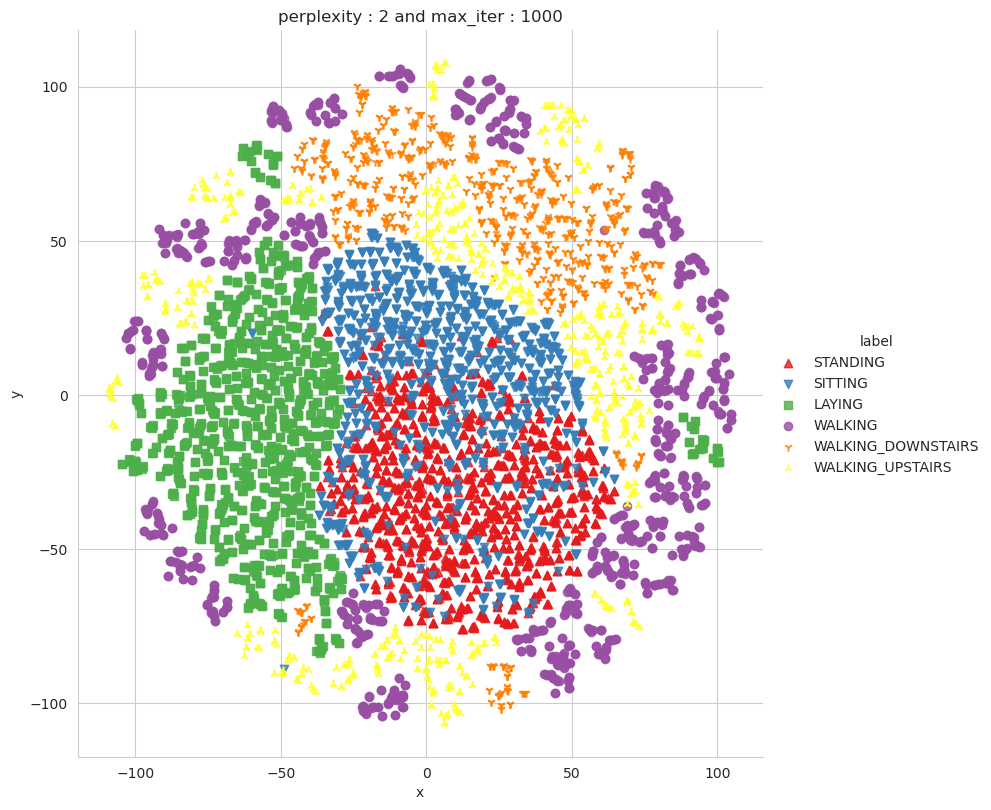 perplexity : 2 and max_iter : 1000
100
50
0
−50
−100
y
−100
−50
0
50
100
x
label
STANDING
SITTING
LAYING
WALKING
WALKING_DOWNSTAIRS
WALKING_UPSTAIRS